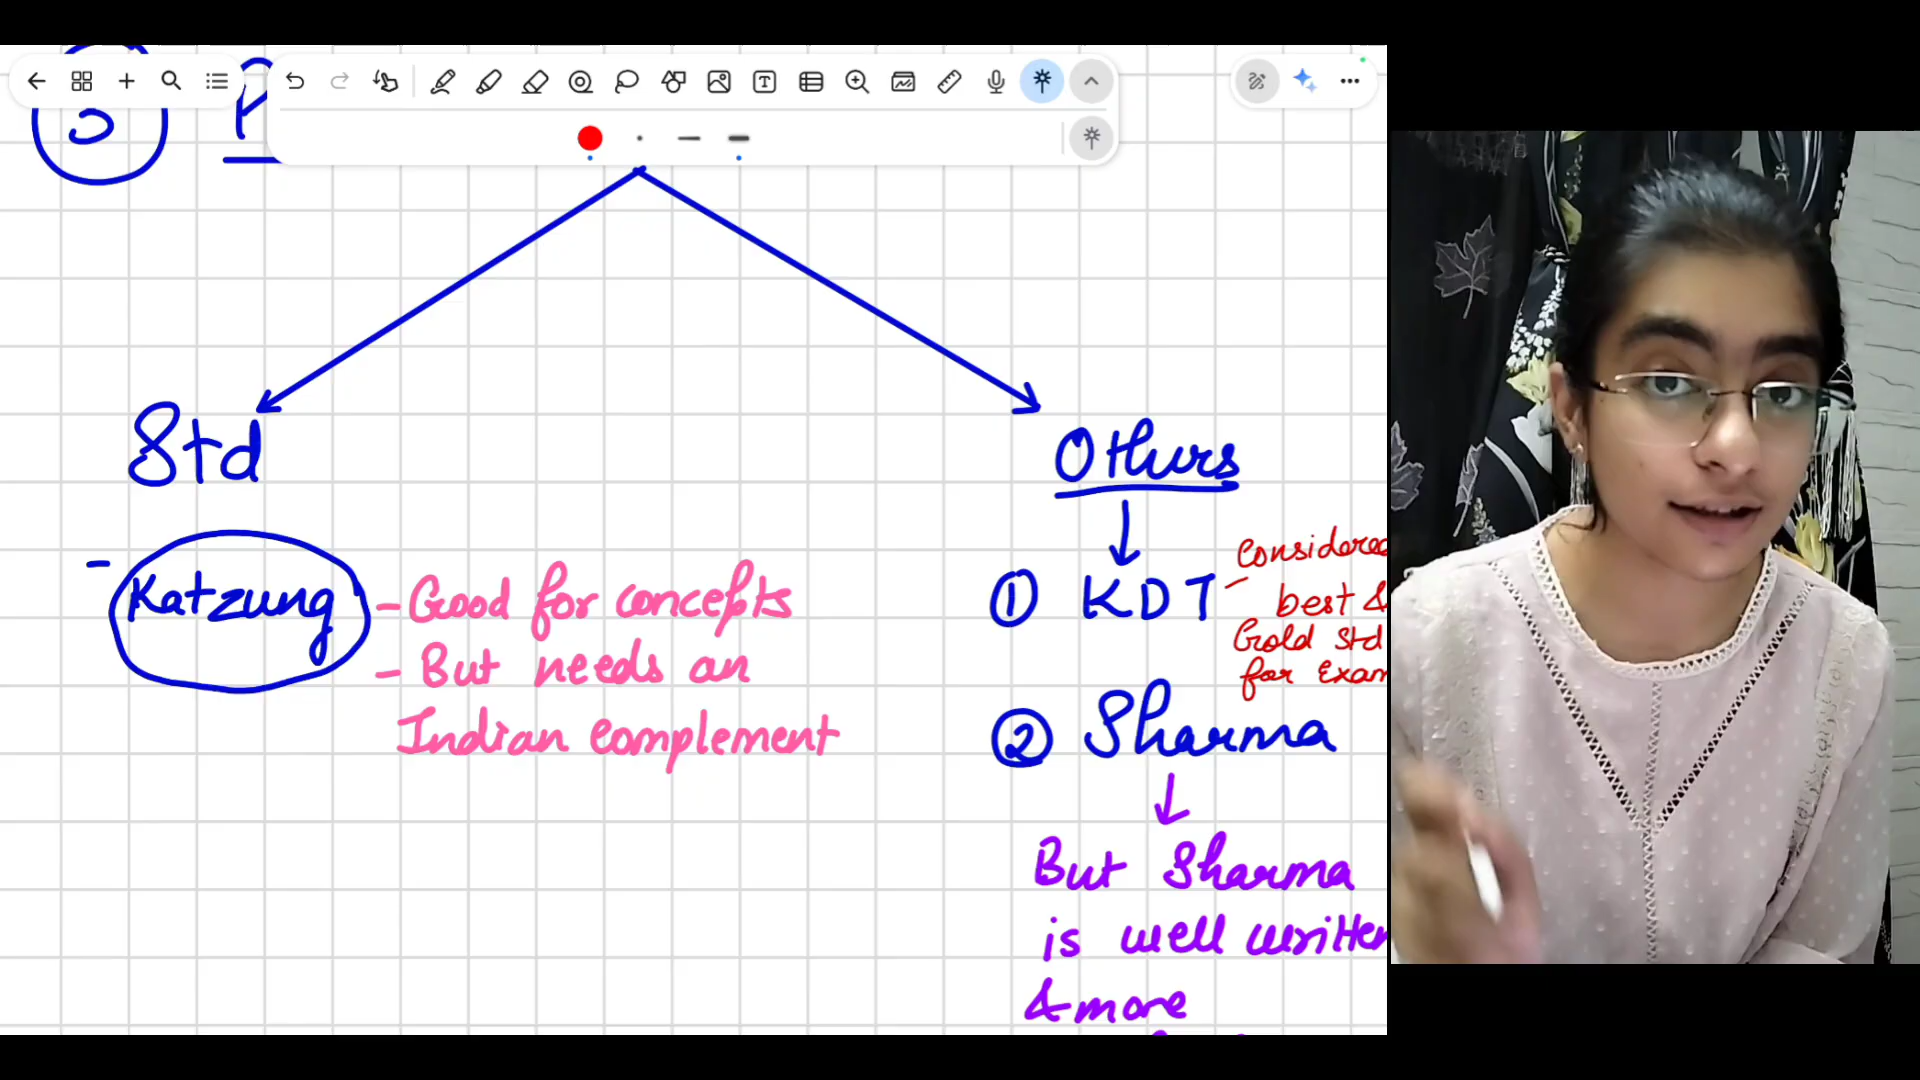 Std
Others
- Katzung
- Good for concepts
- But needs an
Indian complement
① KDT
- Considered
best &
Gold Std
for Exam
② Sharma
But Sharma
is well written
& more